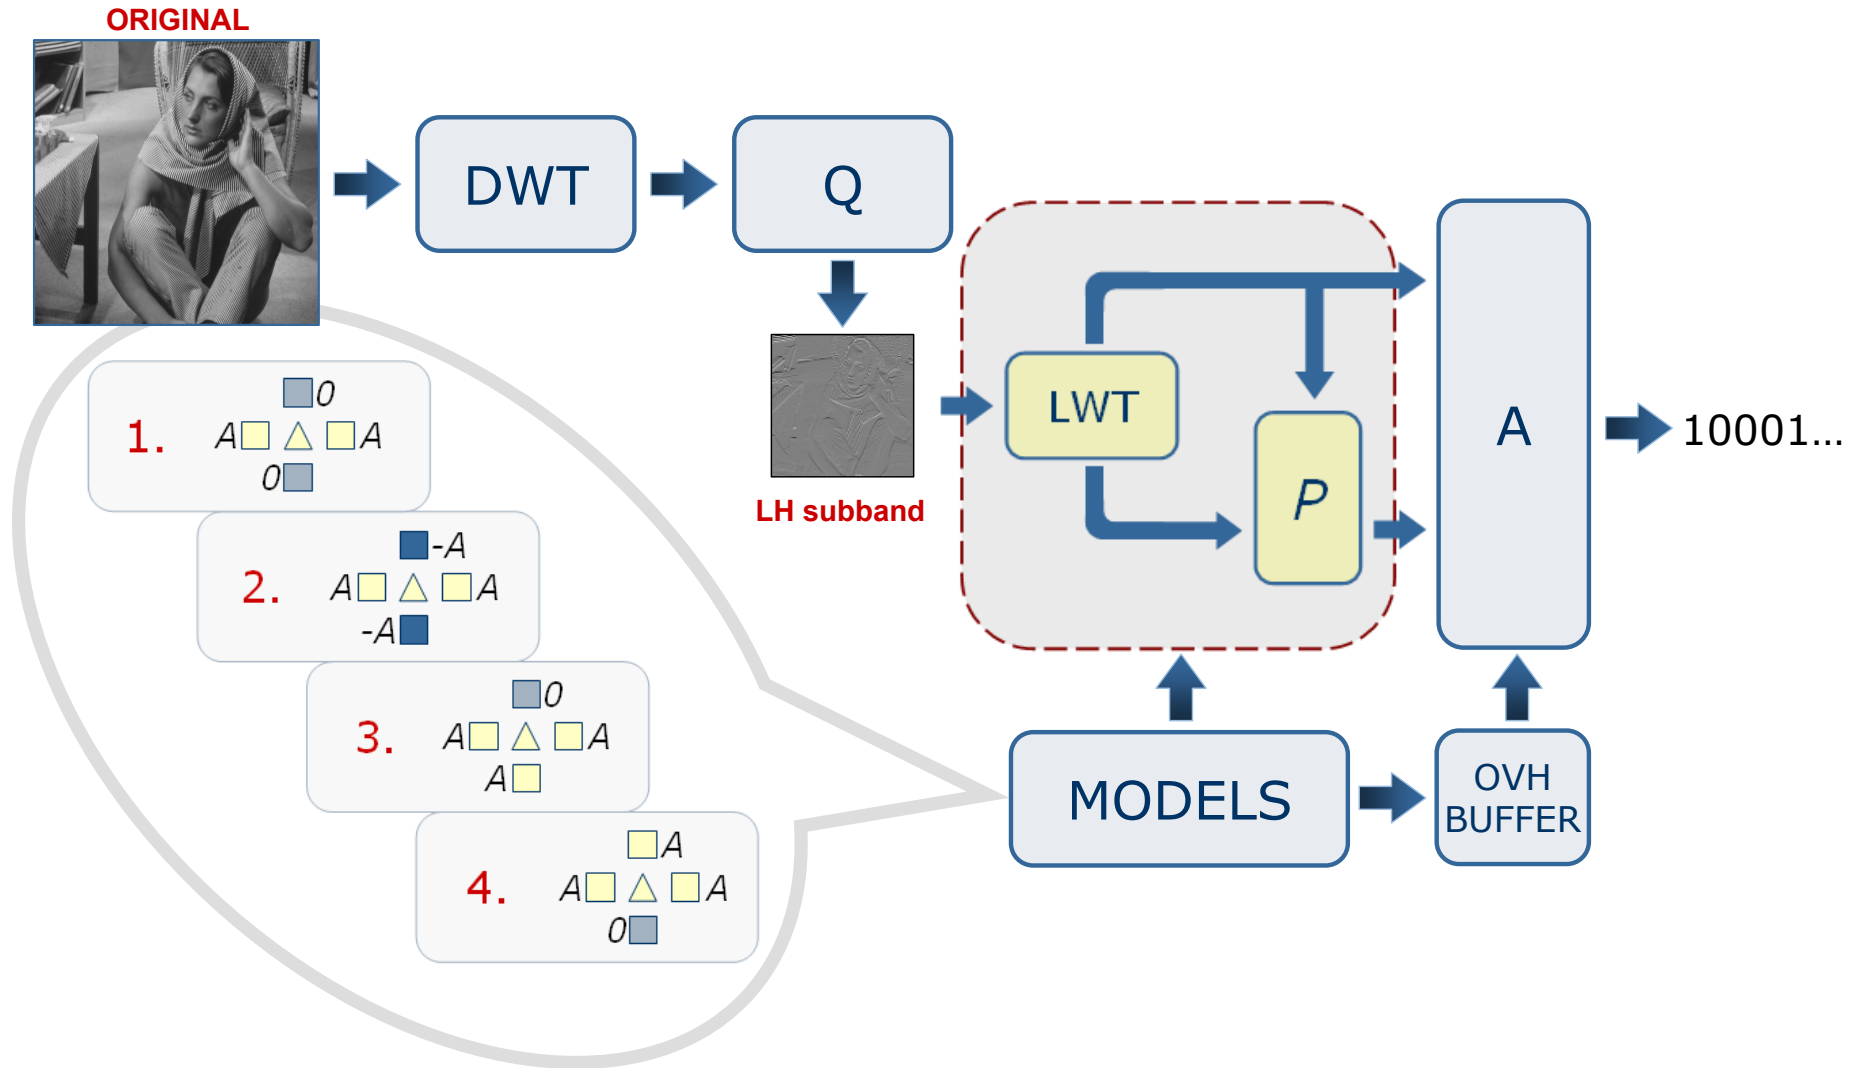 ORIGINAL
DWT
Q
LH subband
LWT
P
A
10001...
MODELS
OVH
BUFFER
1.
0
A A
0
2.
-A
A A
-A
3.
0
A A
A
4.
A
A A
0